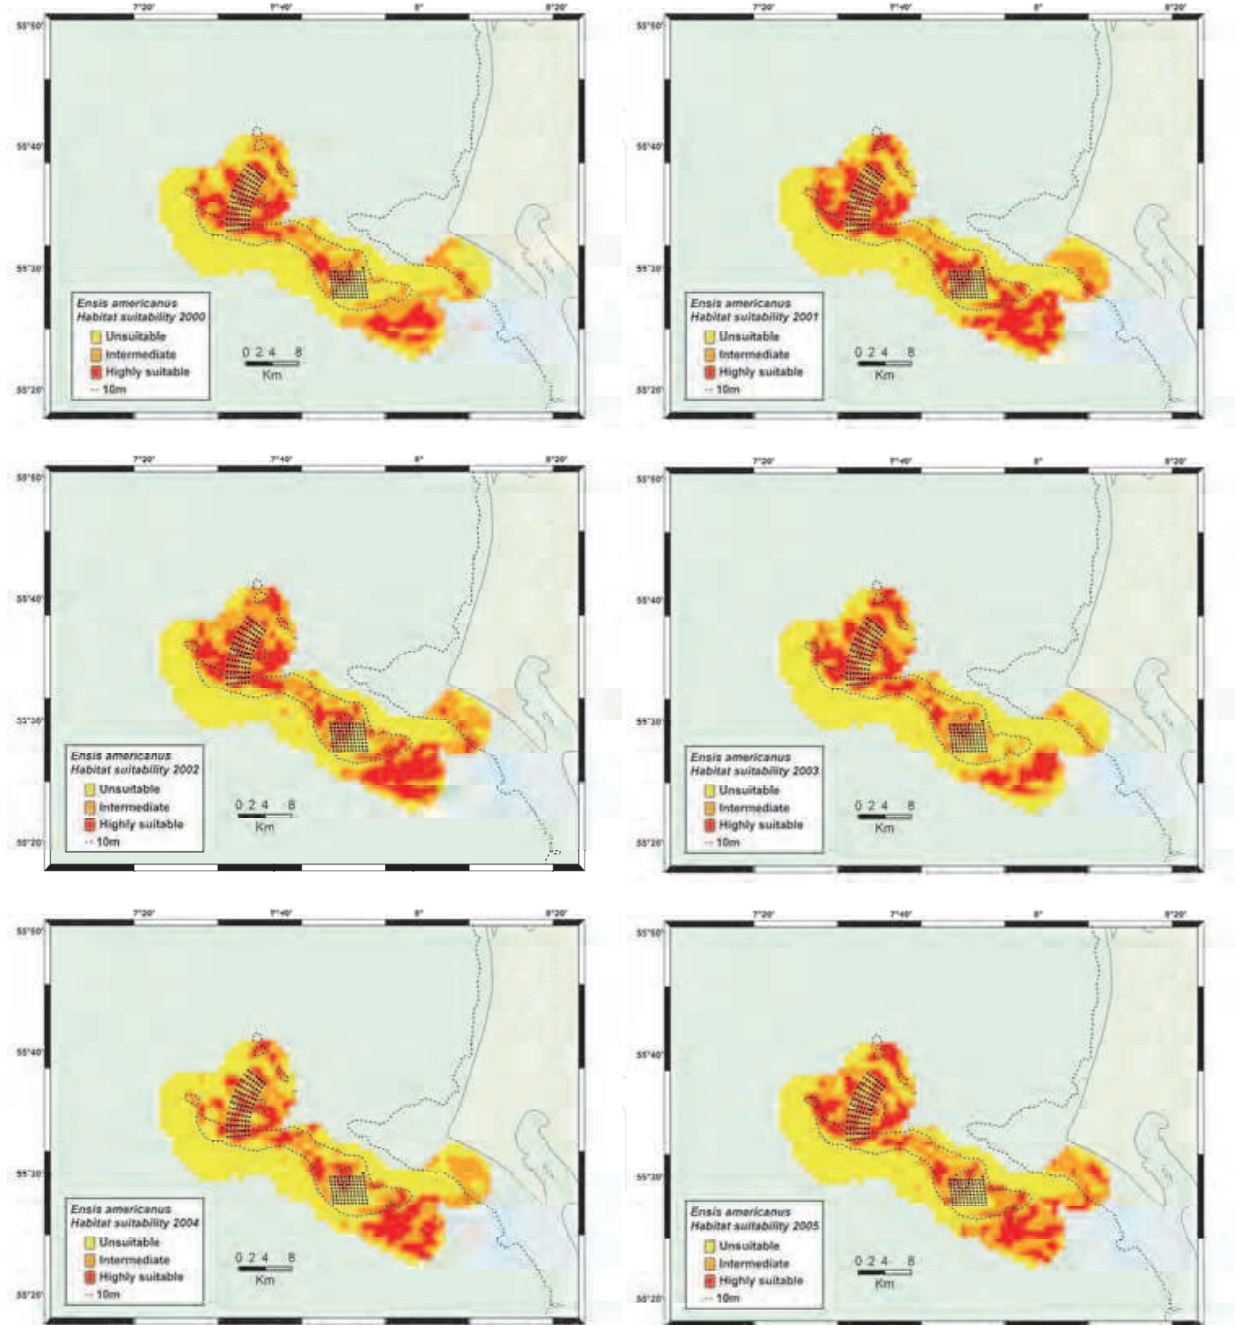 7°20' 7°40' 8° 8°20'
55°50'
55°40'
55°30'
55°20'
Ensis americanus
Habitat suitability 2000
Unsuitable
Intermediate
Highly suitable
10m
0 2 4 8
Km
7°20' 7°40' 8° 8°20'
55°50'
55°40'
55°30'
55°20'
Ensis americanus
Habitat suitability 2001
Unsuitable
Intermediate
Highly suitable
10m
0 2 4 8
Km
7°20' 7°40' 8° 8°20'
55°50'
55°40'
55°30'
55°20'
Ensis americanus
Habitat suitability 2002
Unsuitable
Intermediate
Highly suitable
10m
0 2 4 8
Km
7°20' 7°40' 8° 8°20'
55°50'
55°40'
55°30'
55°20'
Ensis americanus
Habitat suitability 2003
Unsuitable
Intermediate
Highly suitable
10m
0 2 4 8
Km
7°20' 7°40' 8° 8°20'
55°50'
55°40'
55°30'
55°20'
Ensis americanus
Habitat suitability 2004
Unsuitable
Intermediate
Highly suitable
10m
0 2 4 8
Km
7°20' 7°40' 8° 8°20'
55°50'
55°40'
55°30'
55°20'
Ensis americanus
Habitat suitability 2005
Unsuitable
Intermediate
Highly suitable
10m
0 2 4 8
Km